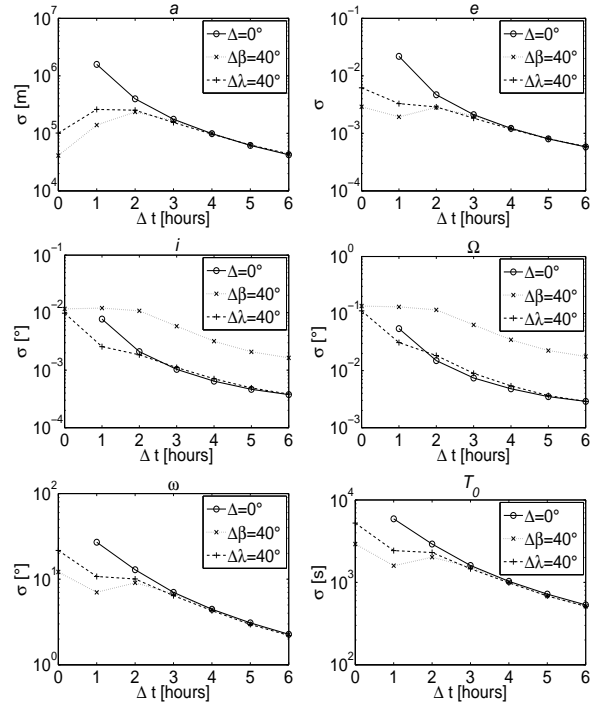 a
10^7
10^6
10^5
10^4
σ [m]
0 1 2 3 4 5 6
Δ t [hours]
Δ=0°
Δβ=40°
Δλ=40°
e
10^-1
10^-2
10^-3
10^-4
σ
0 1 2 3 4 5 6
Δ t [hours]
Δ=0°
Δβ=40°
Δλ=40°
i
10^-1
10^-2
10^-3
10^-4
σ [°]
0 1 2 3 4 5 6
Δ t [hours]
Δ=0°
Δβ=40°
Δλ=40°
Ω
10^0
10^-1
10^-2
10^-3
σ [°]
0 1 2 3 4 5 6
Δ t [hours]
Δ=0°
Δβ=40°
Δλ=40°
ω
10^2
10^1
10^0
σ [°]
0 1 2 3 4 5 6
Δ t [hours]
Δ=0°
Δβ=40°
Δλ=40°
T_0
10^4
10^3
10^2
σ [s]
0 1 2 3 4 5 6
Δ t [hours]
Δ=0°
Δβ=40°
Δλ=40°